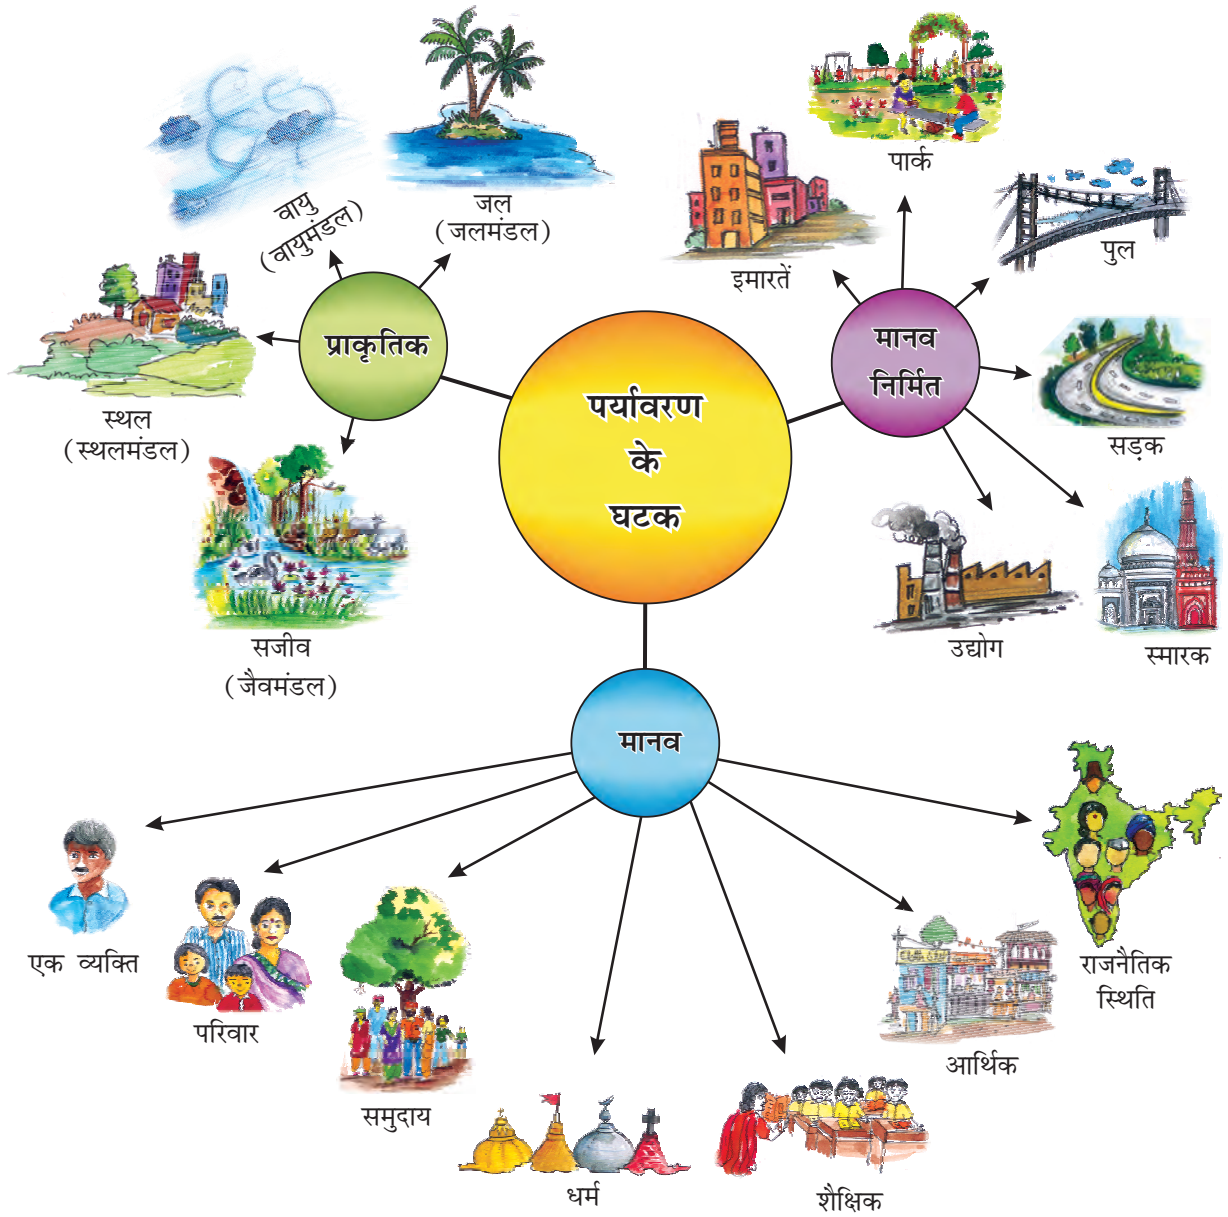 पर्यावरण
के
घटक
प्राकृतिक
वायु
(वायुमंडल)
जल
(जलमंडल)
स्थल
(स्थलमंडल)
सजीव
(जैवमंडल)
मानव
निर्मित
इमारतें
पार्क
पुल
सड़क
स्मारक
उद्योग
मानव
एक व्यक्ति
परिवार
समुदाय
धर्म
शैक्षिक
आर्थिक
राजनैतिक
स्थिति